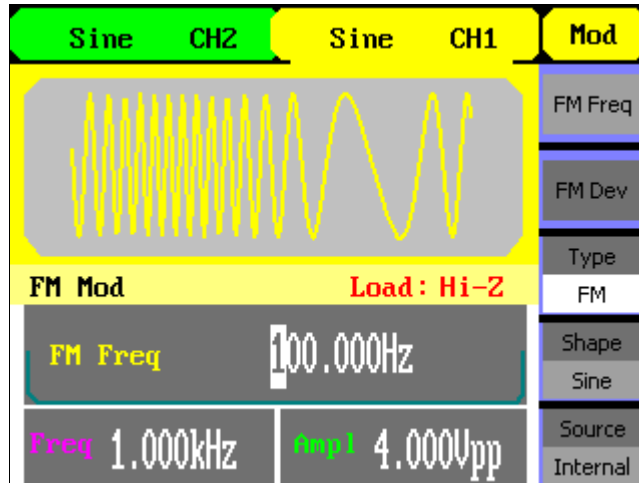 Sine CH2 Sine CH1 Mod
FM Freq
FM Dev
Type
FM
Shape
Sine
Source
Internal
FM Mod Load: Hi-Z
FM Freq 100.000Hz
Freq 1.000kHz Ampl 4.000Vpp